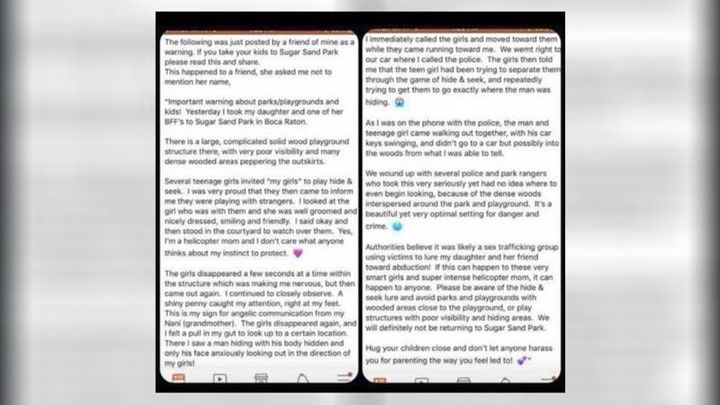 The following was just posted by a friend of mine as a
warning. If you take your kids to Sugar Sand Park
please read this and share.
This happened to a friend, she asked me not to
mention her name,
"Important warning about parks/playgrounds and
kids! Yesterday I took my daughter and one of her
BFF's to Sugar Sand Park in Boca Raton.
There is a large, complicated solid wood playground
structure there, with very poor visibility and many
dense wooded areas peppering the outskirts.
Several teenage girls invited "my girls" to play hide &
seek. I was very proud that they then came to inform
me they were playing with strangers. I looked at the
girl who was with them and she was well groomed and
nicely dressed, smiling and friendly. I said okay and
then stood in the courtyard to watch over them. Yes,
I'm a helicopter mom and I don't care what anyone
thinks about my instinct to protect. 💗
The girls disappeared a few seconds at a time within
the structure which was making me nervous, but then
came out again. I continued to closely observe. A
shiny penny caught my attention, right at my feet.
This is my sign for angelic communication from my
Nani (grandmother). The girls disappeared again, and
I felt a pull in my gut to look up to a certain location.
There I saw a man hiding with his body hidden and
only his face anxiously looking out in the direction of
my girls!
I immediately called the girls and moved toward them
while they came running toward me. We wemt right to
our car where I called the police. The girls then told
me that the teen girl had been trying to separate them
through the game of hide & seek, and repeatedly
trying to get them to go exactly where the man was
hiding. 😱
As I was on the phone with the police, the man and
teenage girl came walking out together, with his car
keys swinging, and didn't go to a car but possibly into
the woods from what I was able to tell.
We wound up with several police and park rangers
who took this very seriously yet had no idea where to
even begin looking, because of the dense woods
interspersed around the park and playground. It's a
beautiful yet very optimal setting for danger and
crime. 😰
Authorities believe it was likely a sex trafficking group
using victims to lure my daughter and her friend
toward abduction! If this can happen to these very
smart girls and super intense helicopter mom, it can
happen to anyone. Please be aware of the hide &
seek lure and avoid parks and playgrounds with
wooded areas close to the playground, or play
structures with poor visibility and hiding areas. We
will definitely not be returning to Sugar Sand Park.
Hug your children close and don't let anyone harass
you for parenting the way you feel led to! 💕"